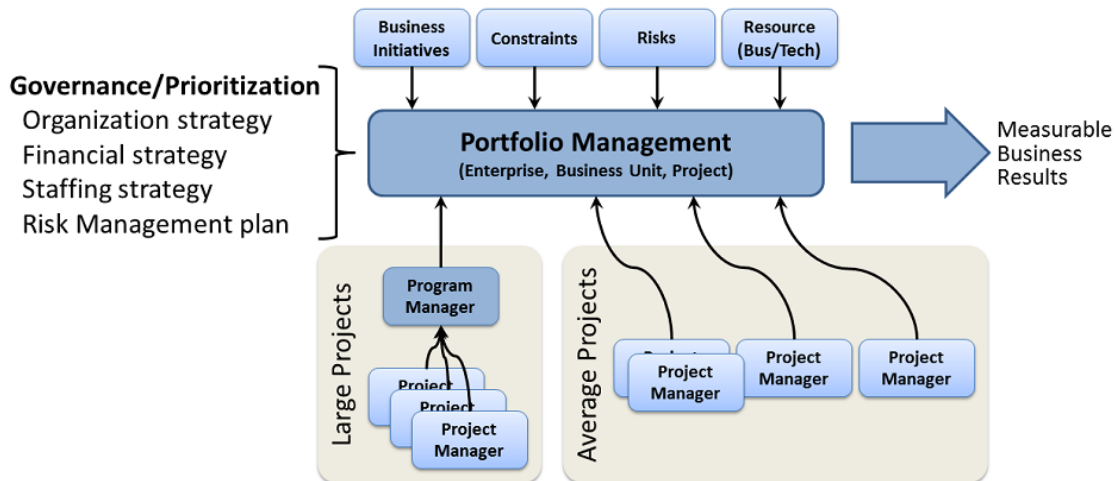 Business
Initiatives
Constraints
Risks
Resource
(Bus/Tech)
Governance/Prioritization
Organization strategy
Financial strategy
Staffing strategy
Risk Management plan
Portfolio Management
(Enterprise, Business Unit, Project)
Measurable
Business
Results
Large Projects
Program
Manager
Project
Project
Project
Manager
Average Projects
Project
Manager
Project
Manager
Project
Manager